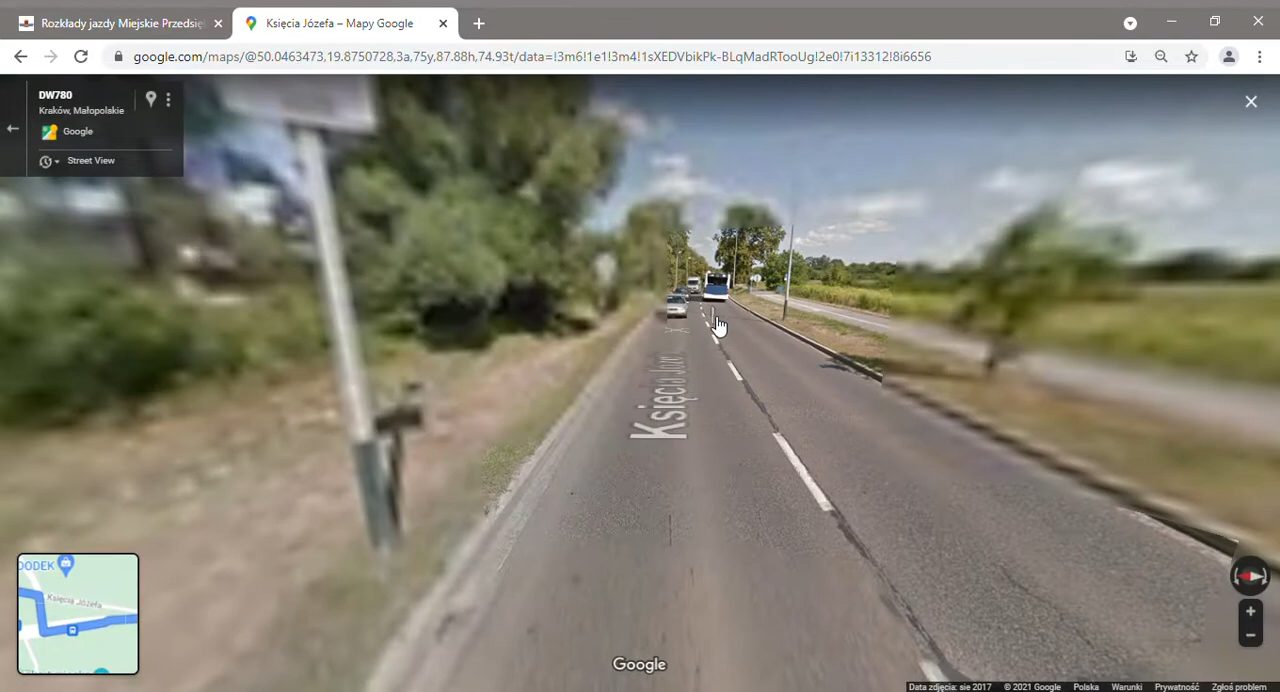 Rozkłady jazdy Miejskie Przedsię
Księcia Józefa – Mapy Google
google.com/maps/@50.0463473,19.8750728,3a,75y,87.88h,74.93t/data=!3m6!1e1!3m4!1sXEDVbikPk-BLqMadRTooUg!2e0!7i13312!8i6656
DW780
Kraków, Małopolskie
Google
Street View
Księcia
ODEK
Księcia Józefa
Google
Data zdjęcia: sie 2017 © 2021 Google Polska Warunki Prywatność Zgłoś problem